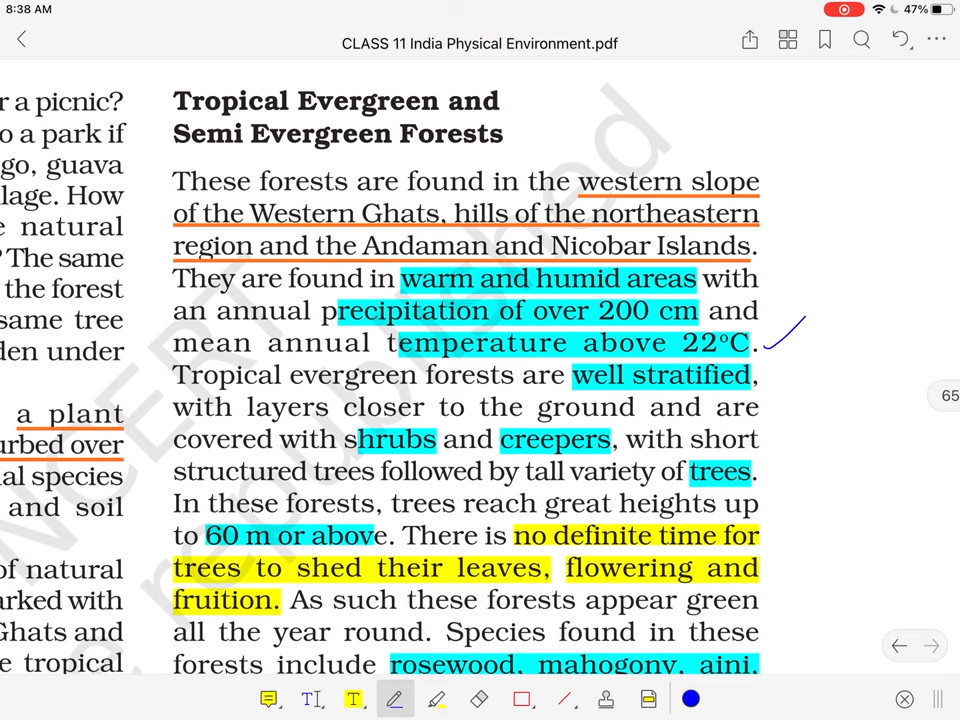 8:38 AM
47%
CLASS 11 India Physical Environment.pdf
r a picnic?
o a park if
go, guava
lage. How
e natural
? The same
the forest
same tree
den under
a plant
urbed over
al species
and soil
of natural
arked with
Ghats and
e tropical
Tropical Evergreen and
Semi Evergreen Forests
These forests are found in the western slope
of the Western Ghats, hills of the northeastern
region and the Andaman and Nicobar Islands.
They are found in warm and humid areas with
an annual precipitation of over 200 cm and
mean annual temperature above 22°C.
Tropical evergreen forests are well stratified,
with layers closer to the ground and are
covered with shrubs and creepers, with short
structured trees followed by tall variety of trees.
In these forests, trees reach great heights up
to 60 m or above. There is no definite time for
trees to shed their leaves, flowering and
fruition. As such these forests appear green
all the year round. Species found in these
forests include rosewood, mahogony, aini,
65
NCERT
republished
T
T